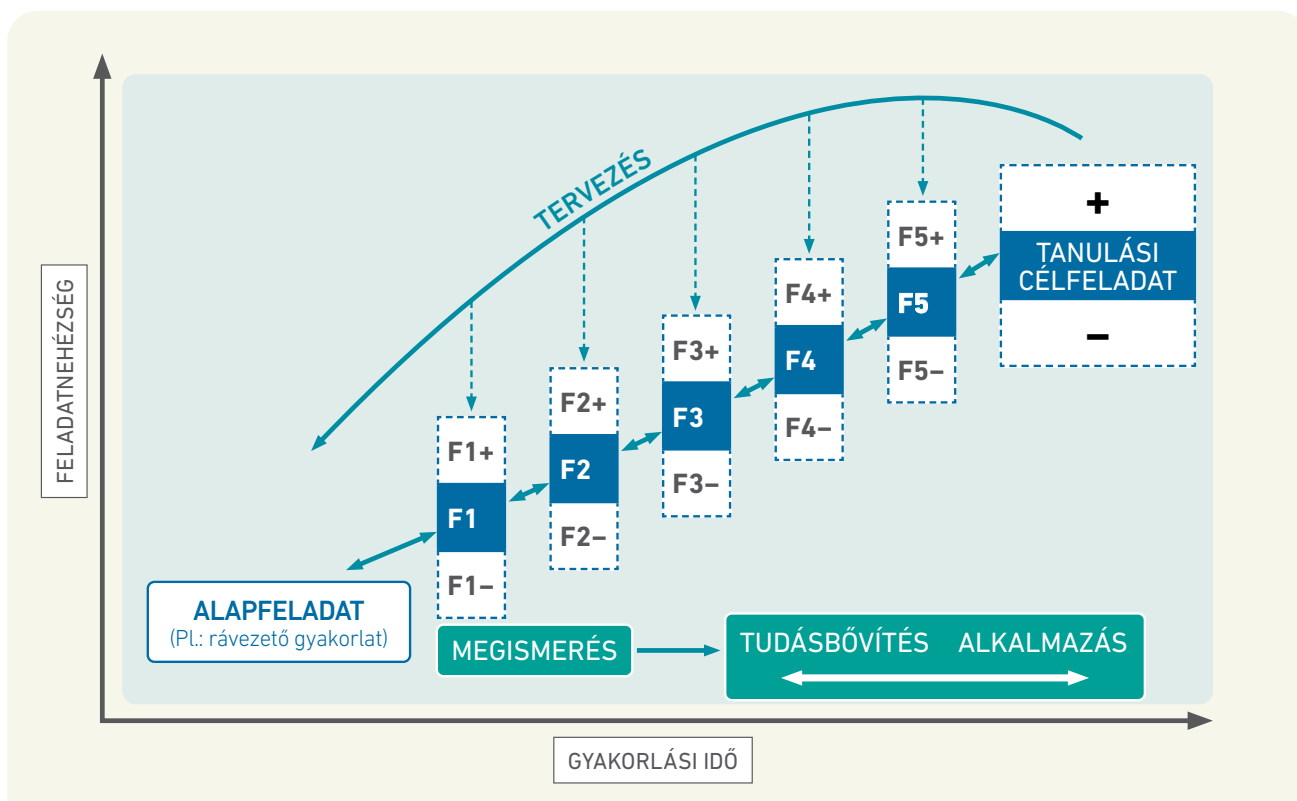 FELADATNEHÉZSÉG
TERVEZÉS
F1+
F1
F1–
F2+
F2
F2–
F3+
F3
F3–
F4+
F4
F4–
F5+
F5
F5–
+
TANULÁSI
CÉLFELADAT
–
ALAPFELADAT
(Pl.: rávezető gyakorlat)
MEGISMERÉS
TUDÁSBŐVÍTÉS ALKALMAZÁS
GYAKORLÁSI IDŐ